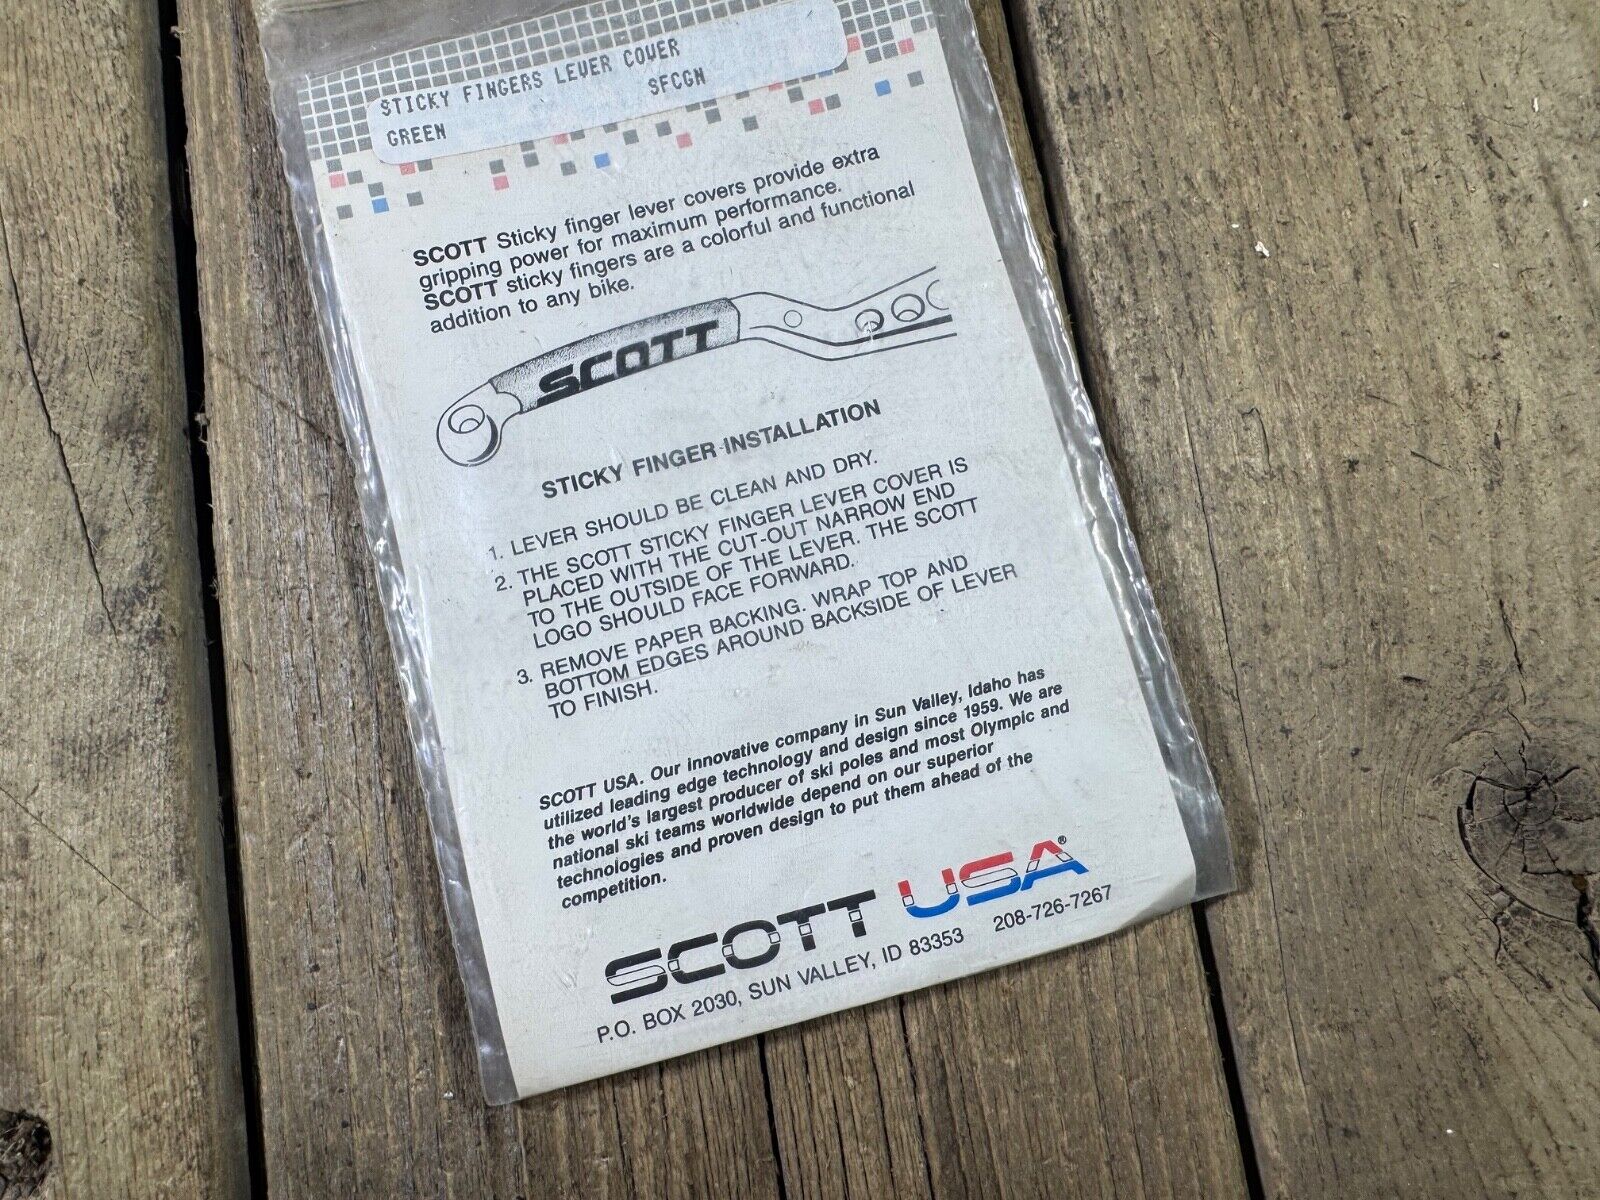 STICKY FINGERS LEVER COVER
GREEN SFCGN
SCOTT Sticky finger lever covers provide extra
gripping power for maximum performance.
SCOTT sticky fingers are a colorful and functional
addition to any bike.
SCOTT
STICKY FINGER INSTALLATION
1. LEVER SHOULD BE CLEAN AND DRY.
2. THE SCOTT STICKY FINGER LEVER COVER IS
PLACED WITH THE CUT-OUT NARROW END
TO THE OUTSIDE OF THE LEVER. THE SCOTT
LOGO SHOULD FACE FORWARD.
3. REMOVE PAPER BACKING. WRAP TOP AND
BOTTOM EDGES AROUND BACKSIDE OF LEVER
TO FINISH.
SCOTT USA. Our innovative company in Sun Valley, Idaho has
utilized leading edge technology and design since 1959. We are
the world's largest producer of ski poles and most Olympic and
national ski teams worldwide depend on our superior
technologies and proven design to put them ahead of the
competition.
SCOTT USA®
P.O. BOX 2030, SUN VALLEY, ID 83353 208-726-7267